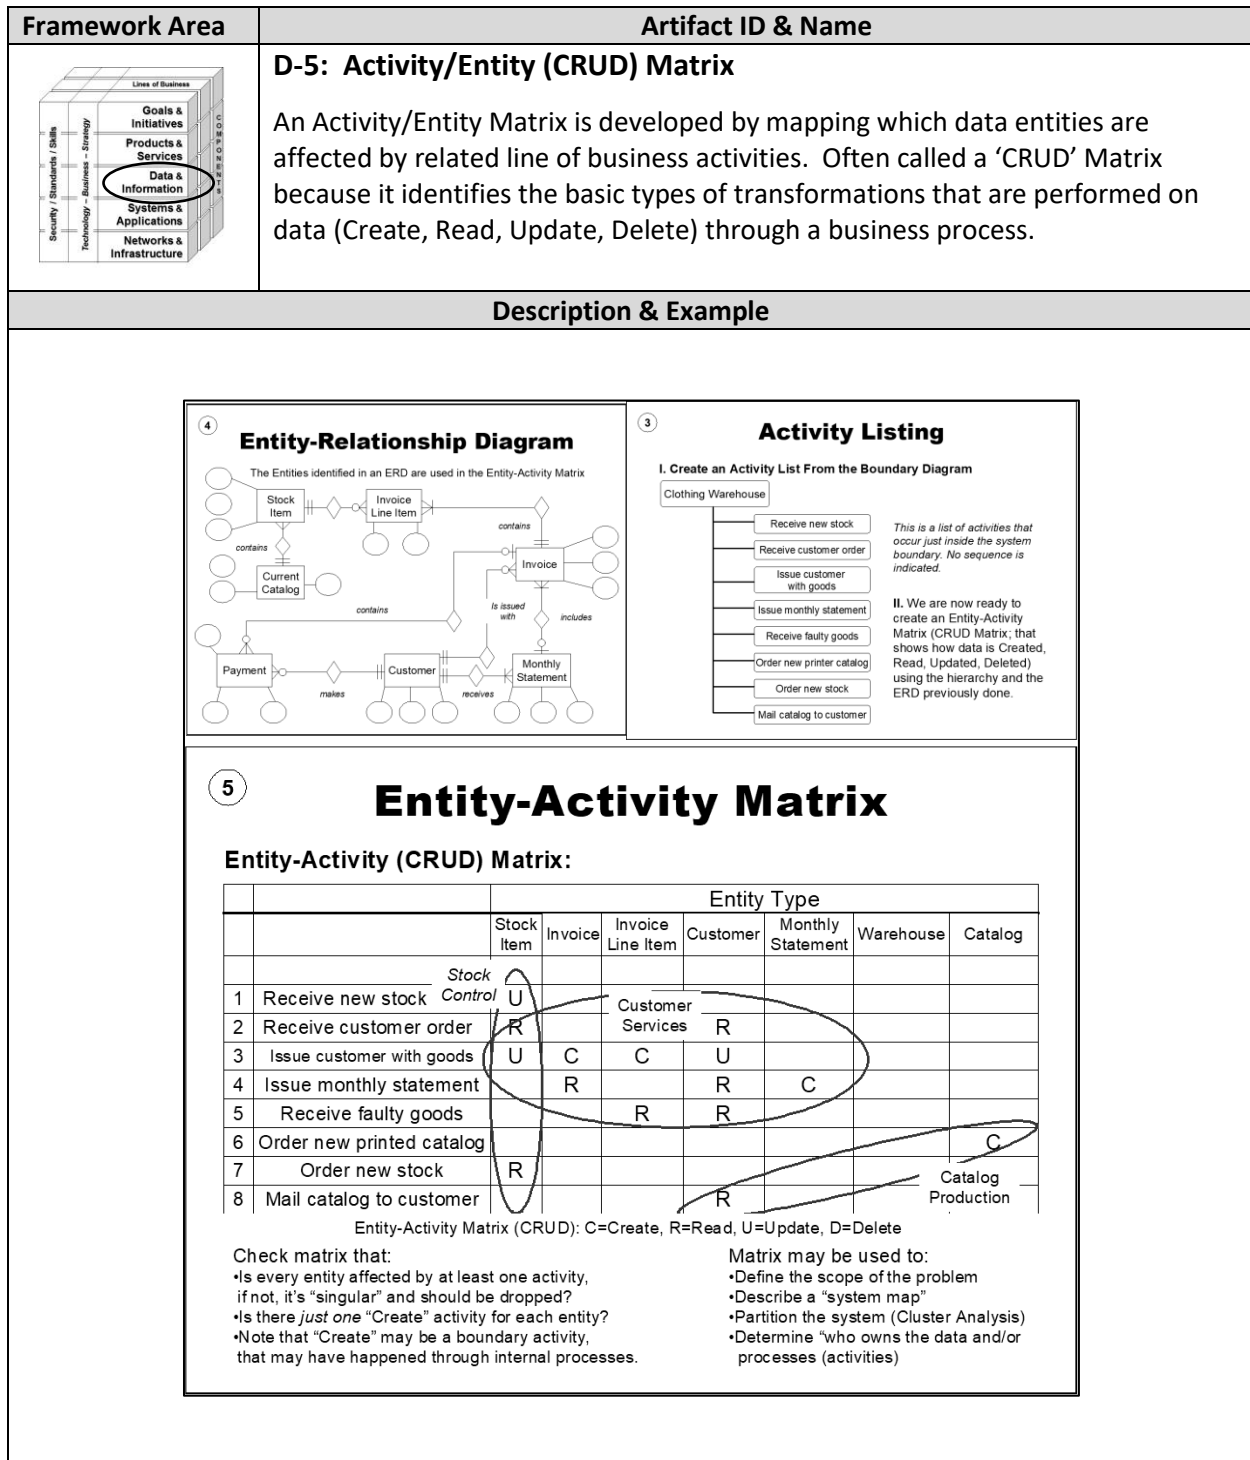 Framework Area
Artifact ID & Name
Lines of Business
Goals &
Initiatives
Products &
Services
Data &
Information
Systems &
Applications
Networks &
Infrastructure
Security / Standards / Skills
Technology – Business – Strategy
COMPONENTS
D-5:  Activity/Entity (CRUD) Matrix
An Activity/Entity Matrix is developed by mapping which data entities are
affected by related line of business activities.  Often called a ‘CRUD’ Matrix
because it identifies the basic types of transformations that are performed on
data (Create, Read, Update, Delete) through a business process.
Description & Example
4
Entity-Relationship Diagram
The Entities identified in an ERD are used in the Entity-Activity Matrix
Stock
Item
Invoice
Line Item
contains
contains
Invoice
Current
Catalog
contains
Is issued
with
includes
Payment
Customer
Monthly
Statement
makes
receives
3
Activity Listing
I. Create an Activity List From the Boundary Diagram
Clothing Warehouse
Receive new stock
Receive customer order
Issue customer
with goods
Issue monthly statement
Receive faulty goods
Order new printer catalog
Order new stock
Mail catalog to customer
This is a list of activities that
occur just inside the system
boundary. No sequence is
indicated.
II. We are now ready to
create an Entity-Activity
Matrix (CRUD Matrix; that
shows how data is Created,
Read, Updated, Deleted)
using the hierarchy and the
ERD previously done.
5
Entity-Activity Matrix
Entity-Activity (CRUD) Matrix:
Entity Type
Stock Item Invoice Invoice Line Item Customer Monthly Statement Warehouse Catalog
Stock
Control
Customer
Services
1 Receive new stock U
2 Receive customer order R R
3 Issue customer with goods U C C U
4 Issue monthly statement R R C
5 Receive faulty goods R R
6 Order new printed catalog C
7 Order new stock R
8 Mail catalog to customer R
Catalog
Production
Entity-Activity Matrix (CRUD): C=Create, R=Read, U=Update, D=Delete
Check matrix that:
•Is every entity affected by at least one activity,
if not, it’s “singular” and should be dropped?
•Is there just one “Create” activity for each entity?
•Note that “Create” may be a boundary activity,
that may have happened through internal processes.
Matrix may be used to:
•Define the scope of the problem
•Describe a “system map”
•Partition the system (Cluster Analysis)
•Determine “who owns the data and/or
processes (activities)